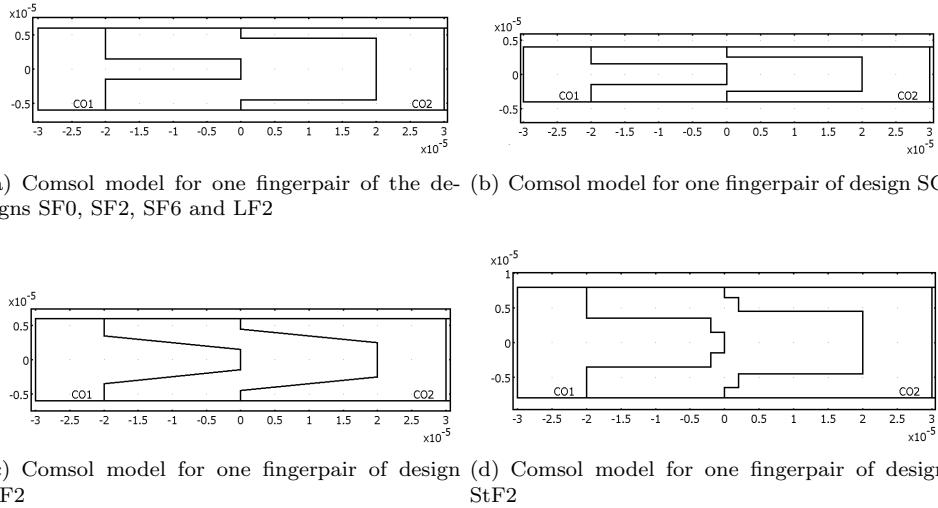 x10⁻⁵ x10⁻⁵
0.5 0 -0.5 CO1 CO2
-3 -2.5 -2 -1.5 -1 -0.5 0 0.5 1 1.5 2 2.5 3
x10⁻⁵
0.5 0 -0.5 CO1 CO2
-3 -2.5 -2 -1.5 -1 -0.5 0 0.5 1 1.5 2 2.5 3
x10⁻⁵
) Comsol model for one fingerpair of the de-
gns SF0, SF2, SF6 and LF2
(b) Comsol model for one fingerpair of design SC
x10⁻⁵ x10⁻⁵
0.5 0 -0.5 CO1 CO2
-3 -2.5 -2 -1.5 -1 -0.5 0 0.5 1 1.5 2 2.5 3
x10⁻⁵
1 0.5 0 -0.5 CO1 CO2
-3 -2.5 -2 -1.5 -1 -0.5 0 0.5 1 1.5 2 2.5 3
x10⁻⁵
) Comsol model for one fingerpair of design
F2
(d) Comsol model for one fingerpair of design
StF2